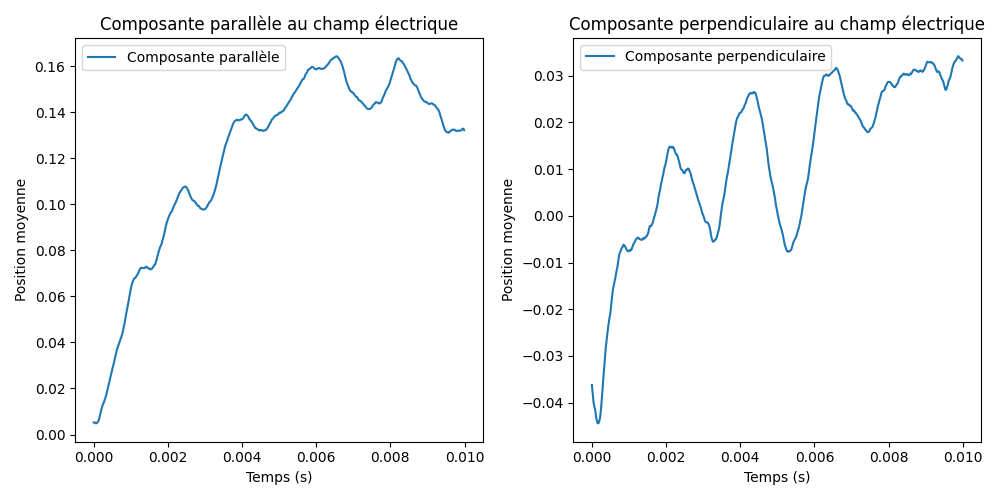 Composante parallèle au champ électrique
Composante parallèle
Position moyenne
0.16
0.14
0.12
0.10
0.08
0.06
0.04
0.02
0.00
0.000 0.002 0.004 0.006 0.008 0.010
Temps (s)
Composante perpendiculaire au champ électrique
Composante perpendiculaire
Position moyenne
0.03
0.02
0.01
0.00
−0.01
−0.02
−0.03
−0.04
0.000 0.002 0.004 0.006 0.008 0.010
Temps (s)